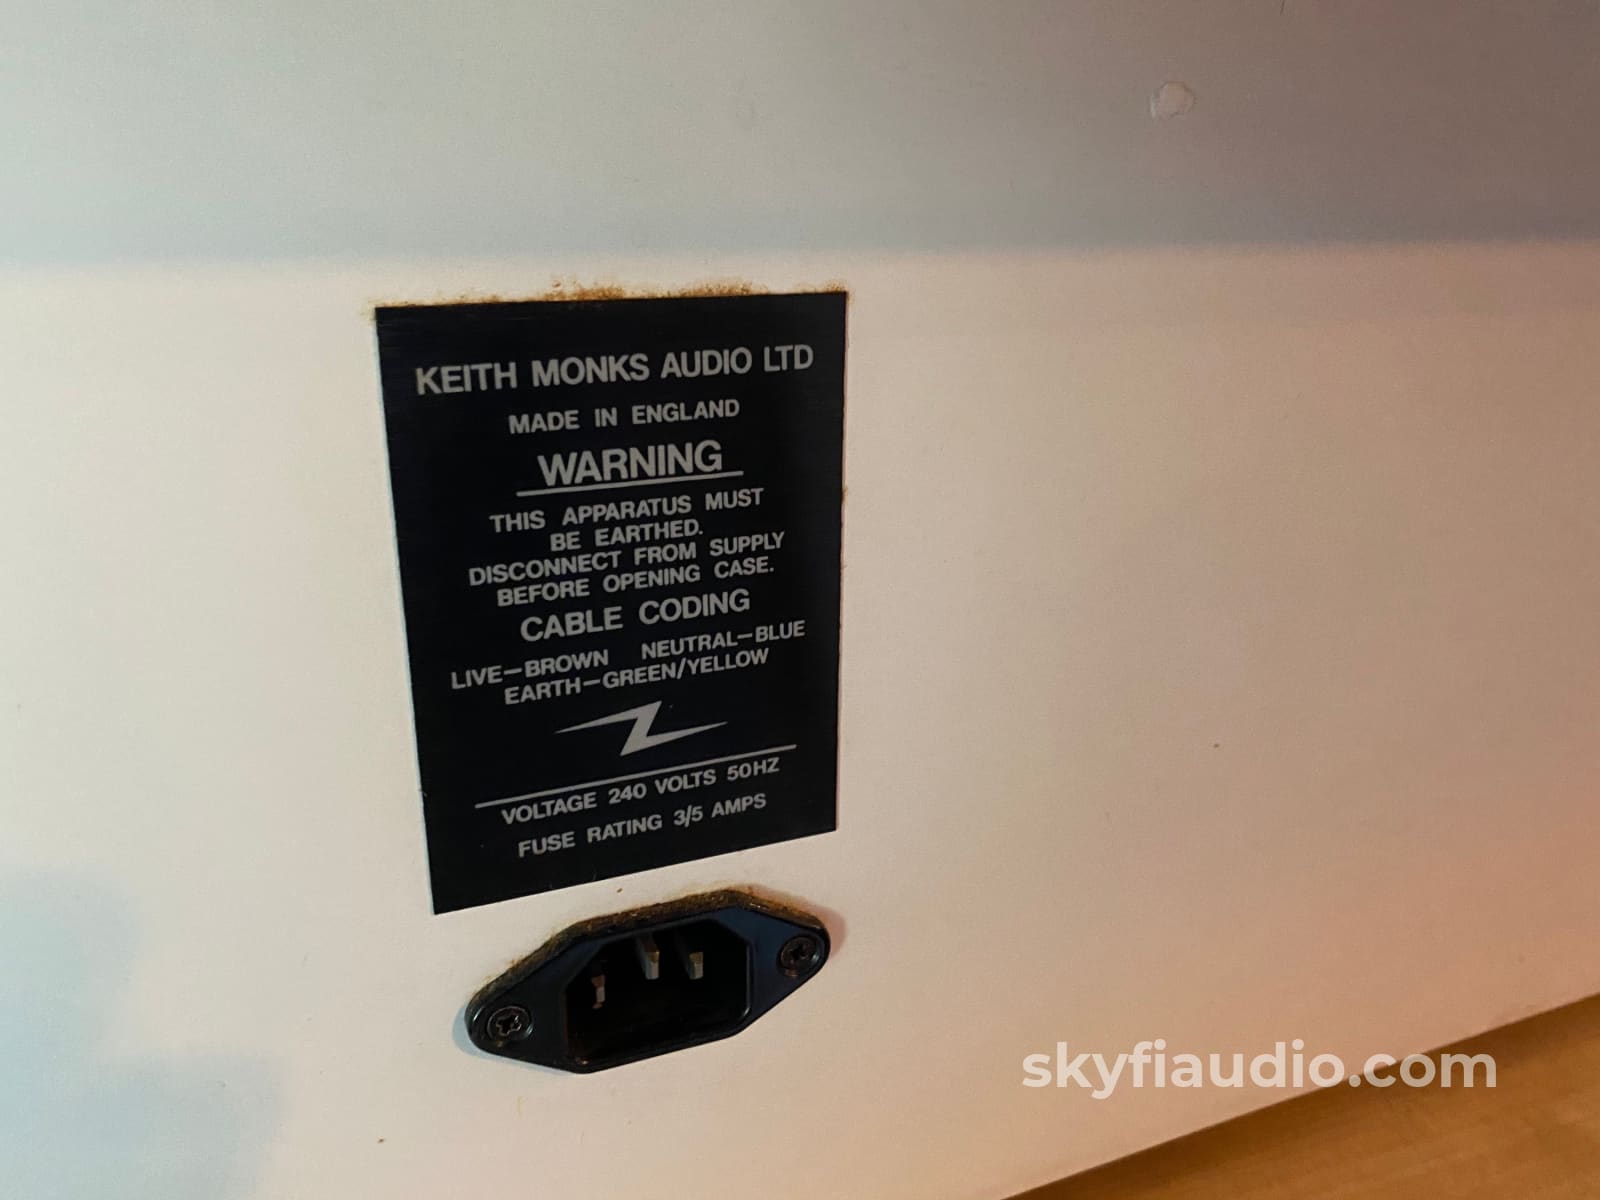 KEITH MONKS AUDIO LTD
MADE IN ENGLAND
WARNING
THIS APPARATUS MUST
BE EARTHED.
DISCONNECT FROM SUPPLY
BEFORE OPENING CASE.
CABLE CODING
LIVE—BROWN NEUTRAL—BLUE
EARTH—GREEN/YELLOW
VOLTAGE 240 VOLTS 50HZ
FUSE RATING 3/5 AMPS
skyfiaudio.com